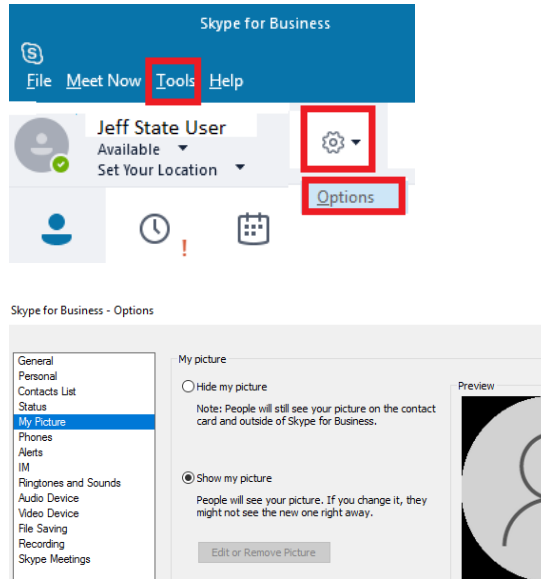 Skype for Business
File Meet Now Tools Help
Jeff State User
Available
Set Your Location
Options
!
Skype for Business - Options
General
Personal
Contacts List
Status
My Picture
Phones
Alerts
IM
Ringtones and Sounds
Audio Device
Video Device
File Saving
Recording
Skype Meetings
My picture
Hide my picture
Note: People will still see your picture on the contact
card and outside of Skype for Business.
Show my picture
People will see your picture. If you change it, they
might not see the new one right away.
Edit or Remove Picture
Preview